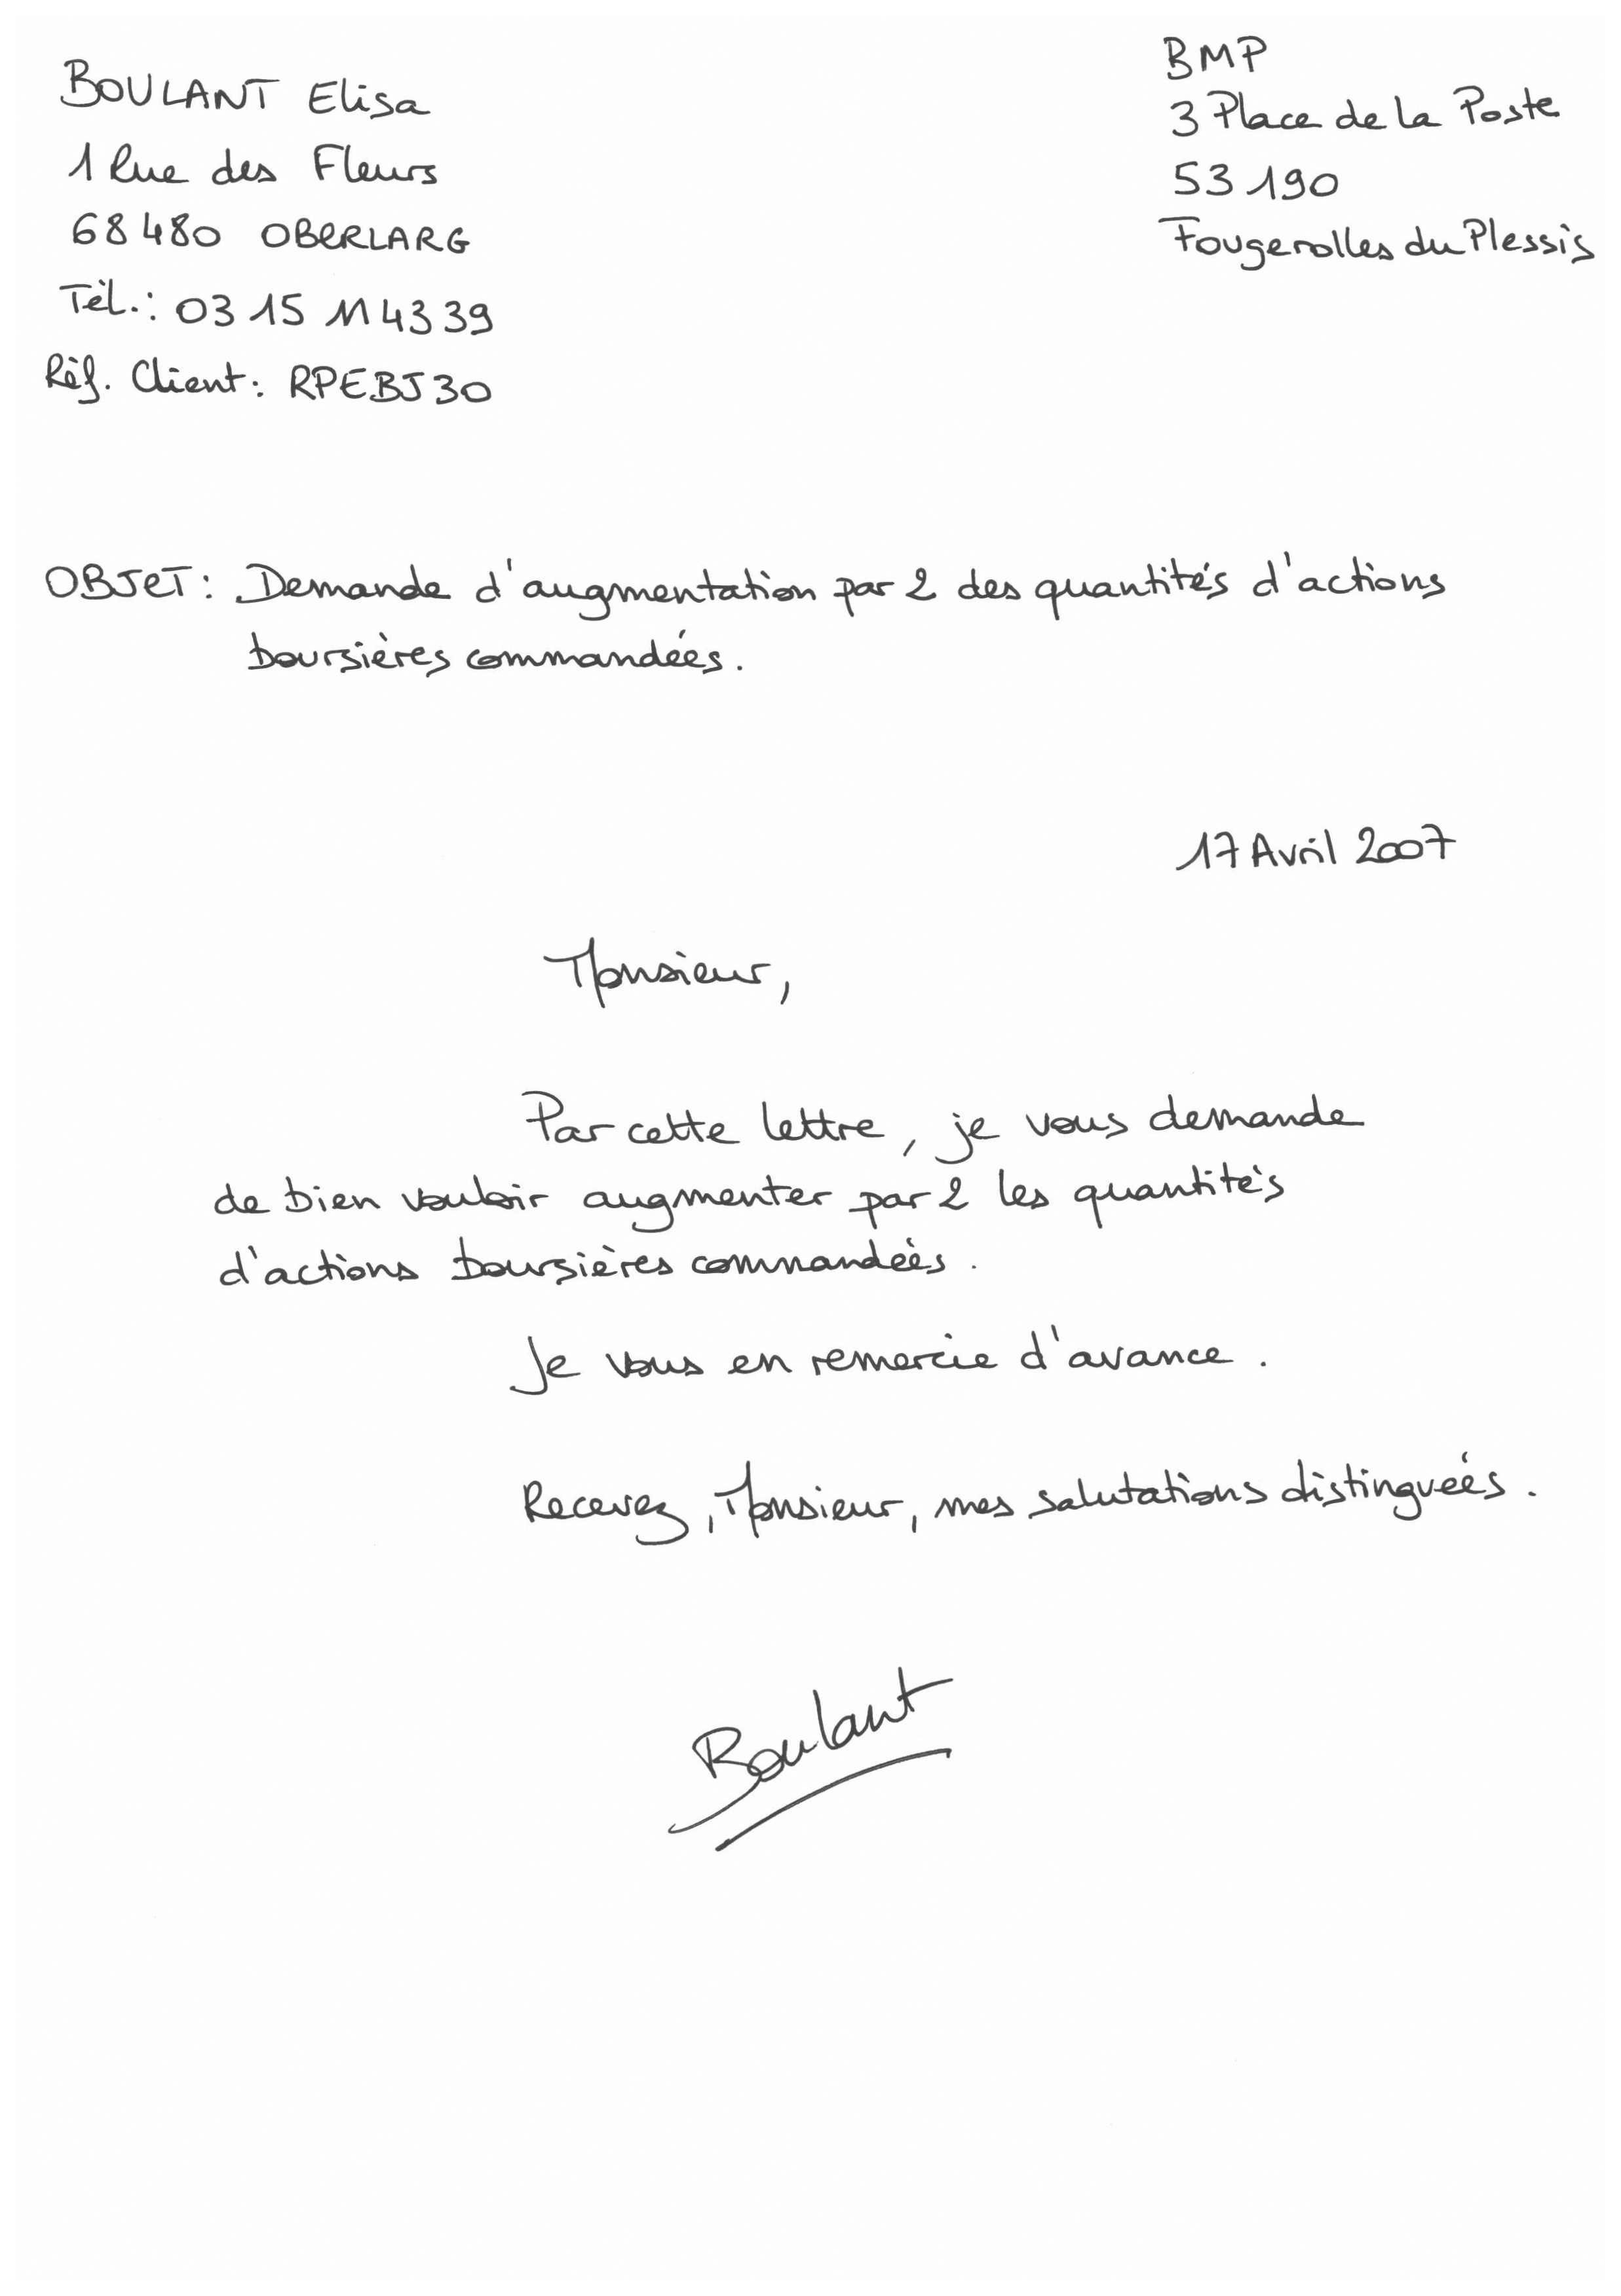 BOULANT Elisa
1 Rue des Fleurs
68480 OBERLARG
Tél.: 03 15 11 43 39
Réf. Client: RPEBJ30
BMP
3 Place de la Poste
53190
Fougerolles du Plessis
OBJET: Demande d'augmentation par 2 des quantités d'actions
boursières commandées.
17 Avril 2007
Monsieur,
Par cette lettre, je vous demande
de bien vouloir augmenter par 2 les quantités
d'actions boursières commandées.
Je vous en remercie d'avance.
Recevez, Monsieur, mes salutations distinguées.
Boulant